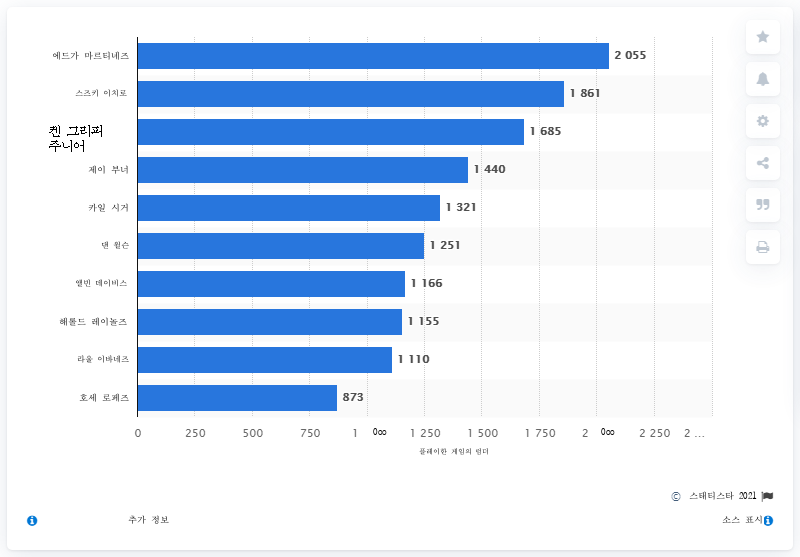 에드가 마르티네즈 2 055
스즈키 이치로 1 861
켄 그리피
주니어 1 685
제이 부너 1 440
카일 시거 1 321
댄 윌슨 1 251
앨빈 데이비스 1 166
해롤드 레이놀즈 1 155
라울 이바네즈 1 110
호세 로페즈 873
0 250 500 750 1 000 1 250 1 500 1 750 2 000 2 250 2 ...
플레이한 게임의 넘더
© 스태티스타 2021
추가 정보 소스 표시